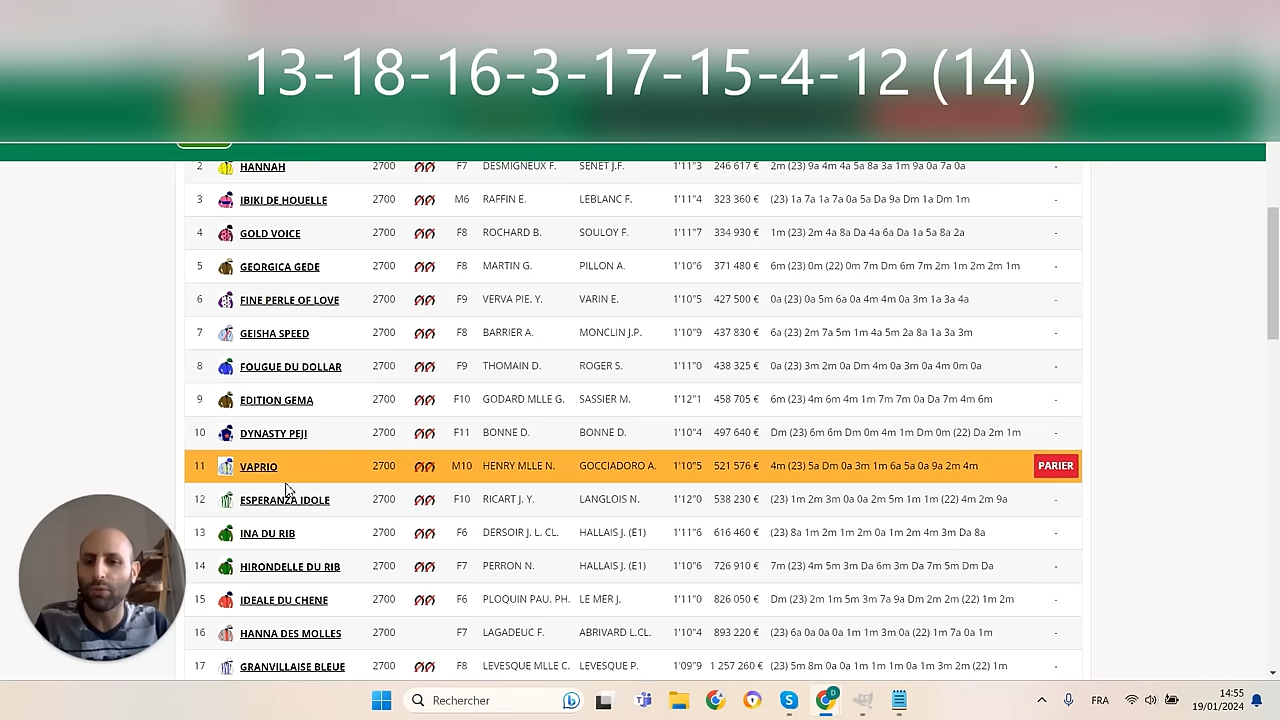 13-18-16-3-17-15-4-12 (14)
2 HANNAH 2700 F7 DESMIGNEUX F. SENET J.F. 1'11"3 246 617 € 2m (23) 9a 4m 4a 5a 8a 3a 1m 9a 0a 7a 0a -
3 IBIKI DE HOUELLE 2700 M6 RAFFIN E. LEBLANC F. 1'11"4 323 360 € (23) 1a 7a 1a 7a 0a 5a Da 9a Dm 1a Dm 1m -
4 GOLD VOICE 2700 F8 ROCHARD B. SOULOY F. 1'11"7 334 930 € 1m (23) 2m 4a 8a Da 4a 6a Da 1a 5a 8a 2a -
5 GEORGICA GEDE 2700 F8 MARTIN G. PILLON A. 1'10"6 371 480 € 6m (23) 0m (22) 0m 7m Dm 6m 7m 2m 1m 2m 2m 1m -
6 FINE PERLE OF LOVE 2700 F9 VERVA PIE. Y. VARIN E. 1'10"5 427 500 € 0a (23) 0a 5m 6a 0a 4m 4m 0a 3m 1a 3a 4a -
7 GEISHA SPEED 2700 F8 BARRIER A. MONCLIN J.P. 1'10"9 437 830 € 6a (23) 2m 7a 5m 1m 4a 5m 2a 8a 1a 3a 3m -
8 FOUGUE DU DOLLAR 2700 F9 THOMAIN D. ROGER S. 1'11"0 438 325 € 0a (23) 3m 2m 0a Dm 4m 0a 3m 0a 4m 0m 0a -
9 EDITION GEMA 2700 F10 GODARD MLLE G. SASSIER M. 1'12"1 458 705 € 6m (23) 4m 6m 4m 1m 7m 7m 0a Da 7m 4m 6m -
10 DYNASTY PEJI 2700 F11 BONNE D. BONNE D. 1'10"4 497 640 € Dm (23) 6m 6m Dm 0m 4m 1m Dm 0m (22) Da 2m 1m -
11 VAPRIO 2700 M10 HENRY MLLE N. GOCCIADORO A. 1'10"5 521 576 € 4m (23) 5a Dm 0a 3m 1m 6a 5a 0a 9a 2m 4m PARIER
12 ESPERANZA IDOLE 2700 F10 RICART J. Y. LANGLOIS N. 1'12"0 538 230 € (23) 1m 2m 3m 0a 0a 2m 5m 1m 1m (22) 4m 2m 9a -
13 INA DU RIB 2700 F6 DERSOIR J. L. CL. HALLAIS J. (E1) 1'11"6 616 460 € (23) 8a 1m 2m 1m 2m 0a 1m 2m 4m 3m Da 8a -
14 HIRONDELLE DU RIB 2700 F7 PERRON N. HALLAIS J. (E1) 1'10"6 726 910 € 7m (23) 4m 5m 3m Da 6m 3m Da 7m 5m Dm Da -
15 IDEALE DU CHENE 2700 F6 PLOQUIN PAU. PH. LE MER J. 1'11"0 826 050 € Dm (23) 2m 1m 5m 3m 7a 9a Dm 2m 2m (22) 1m 2m -
16 HANNA DES MOLLES 2700 F7 LAGADEUC F. ABRIVARD L.CL. 1'10"4 893 220 € (23) 6a 0a 0a 0a 1m 1m 3m 0a (22) 1m 7a 0a 1m -
17 GRANVILLAISE BLEUE 2700 F8 LEVESQUE MLLE C. LEVESQUE P. 1'09"9 1 257 260 € (23) 5m 8m 0a 0a 1m 1m 1m 0a 1m 3m 2m (22) 1m -
Rechercher
FRA
14:55
19/01/2024